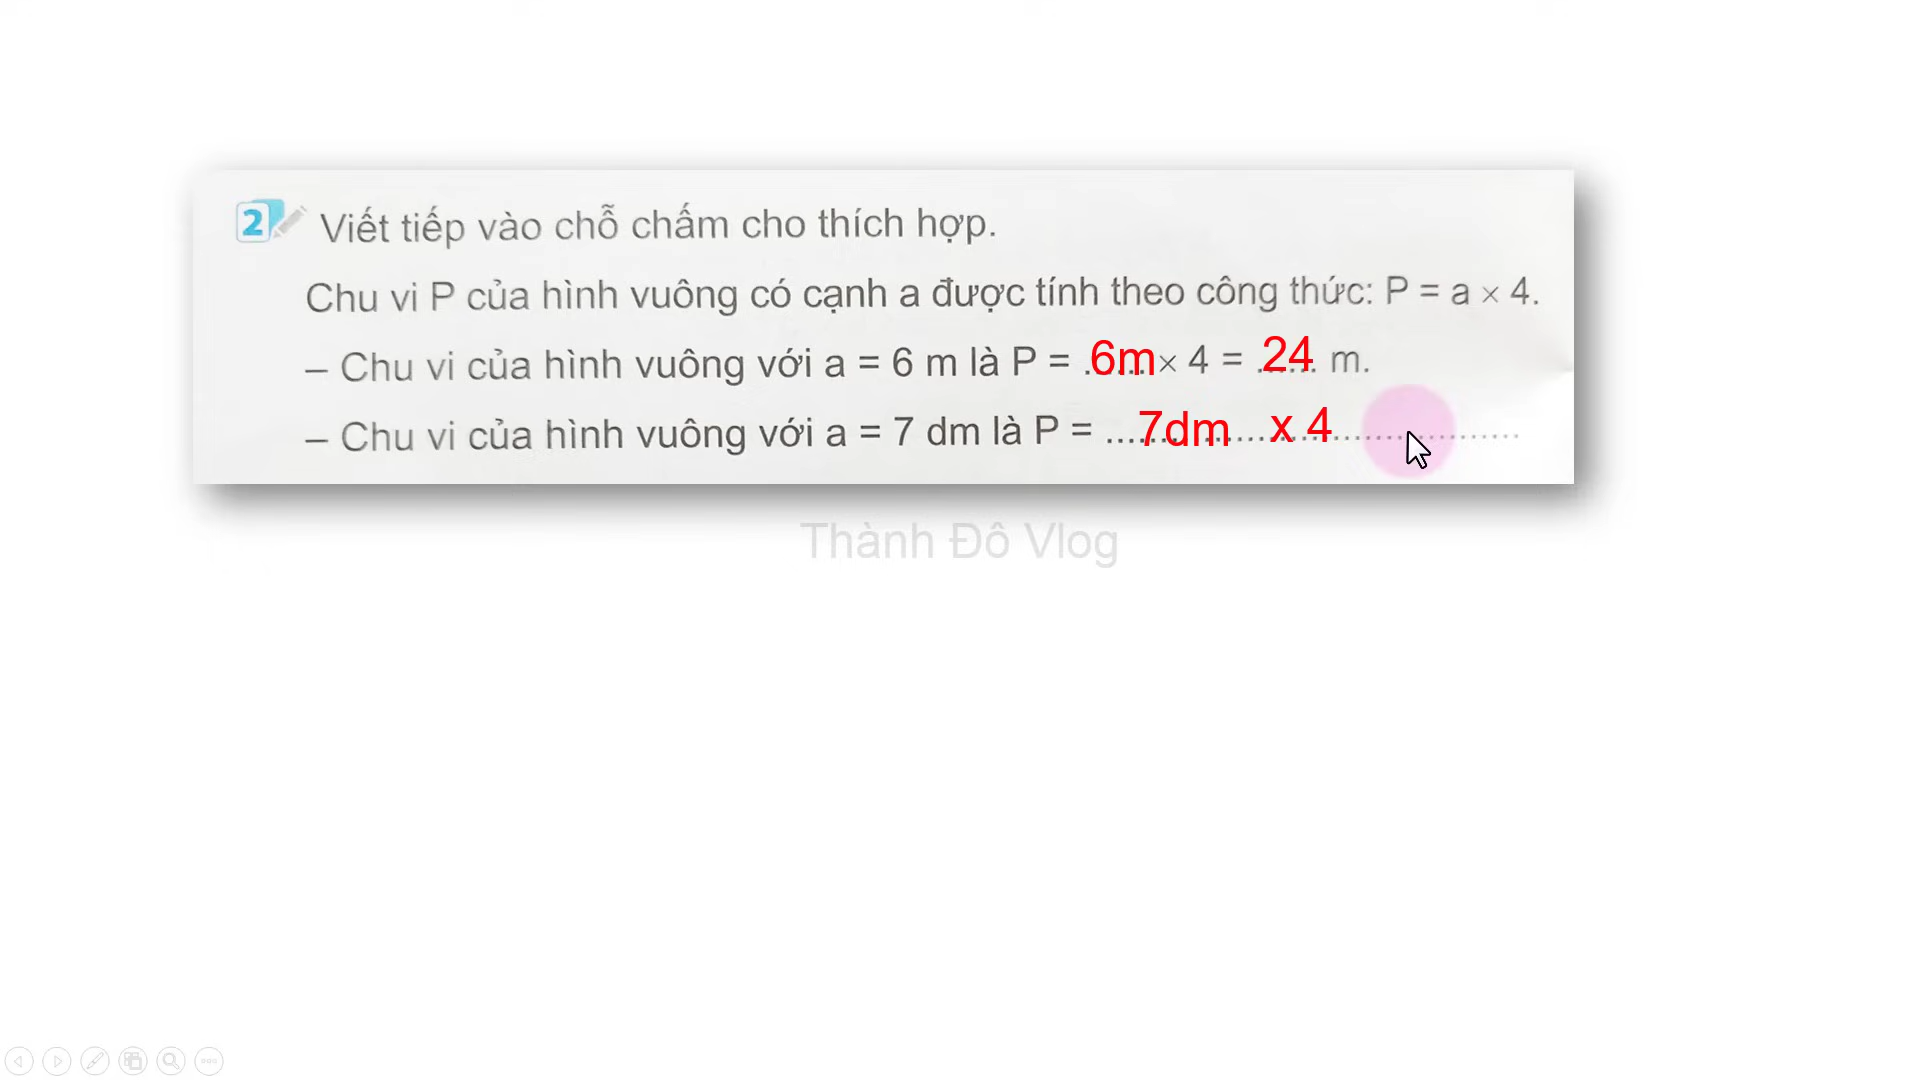 2 Viết tiếp vào chỗ chấm cho thích hợp.
Chu vi P của hình vuông có cạnh a được tính theo công thức: P = a × 4.
– Chu vi của hình vuông với a = 6 m là P = 6m × 4 = 24 m.
– Chu vi của hình vuông với a = 7 dm là P = ...7dm...x 4..............
Thành Đô Vlog